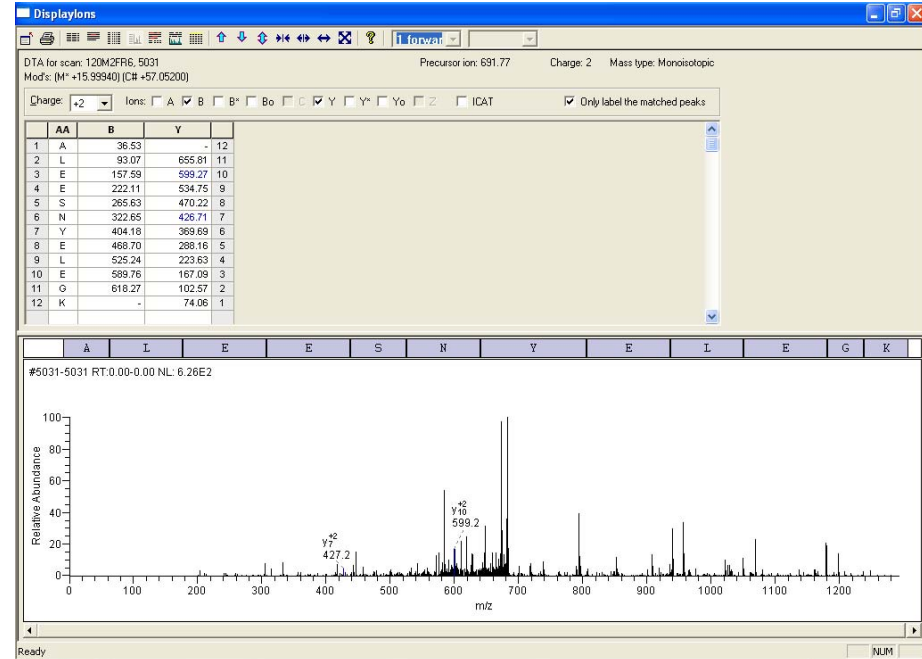 DisplayIons
1 forwar
DTA for scan: 120M2FR6, 5031 Precursor ion: 691.77 Charge: 2 Mass type: Monoisotopic
Mod's: (M* +15.99940) (C# +57.05200)
Charge: +2 Ions: A B B* Bo C Y Y* Yo Z ICAT Only label the matched peaks
AA B Y
1 A 36.53 - 12
2 L 93.07 655.81 11
3 E 157.59 599.27 10
4 E 222.11 534.75 9
5 S 265.63 470.22 8
6 N 322.65 426.71 7
7 Y 404.18 369.69 6
8 E 468.70 288.16 5
9 L 525.24 223.63 4
10 E 589.76 167.09 3
11 G 618.27 102.57 2
12 K - 74.06 1
A L E E S N Y E L E G K
#5031-5031 RT:0.00-0.00 NL: 6.26E2
100
80
60
40
20
0
Relative Abundance
y10+2
599.2
y7+2
427.2
0 100 200 300 400 500 600 700 800 900 1000 1100 1200
m/z
Ready NUM